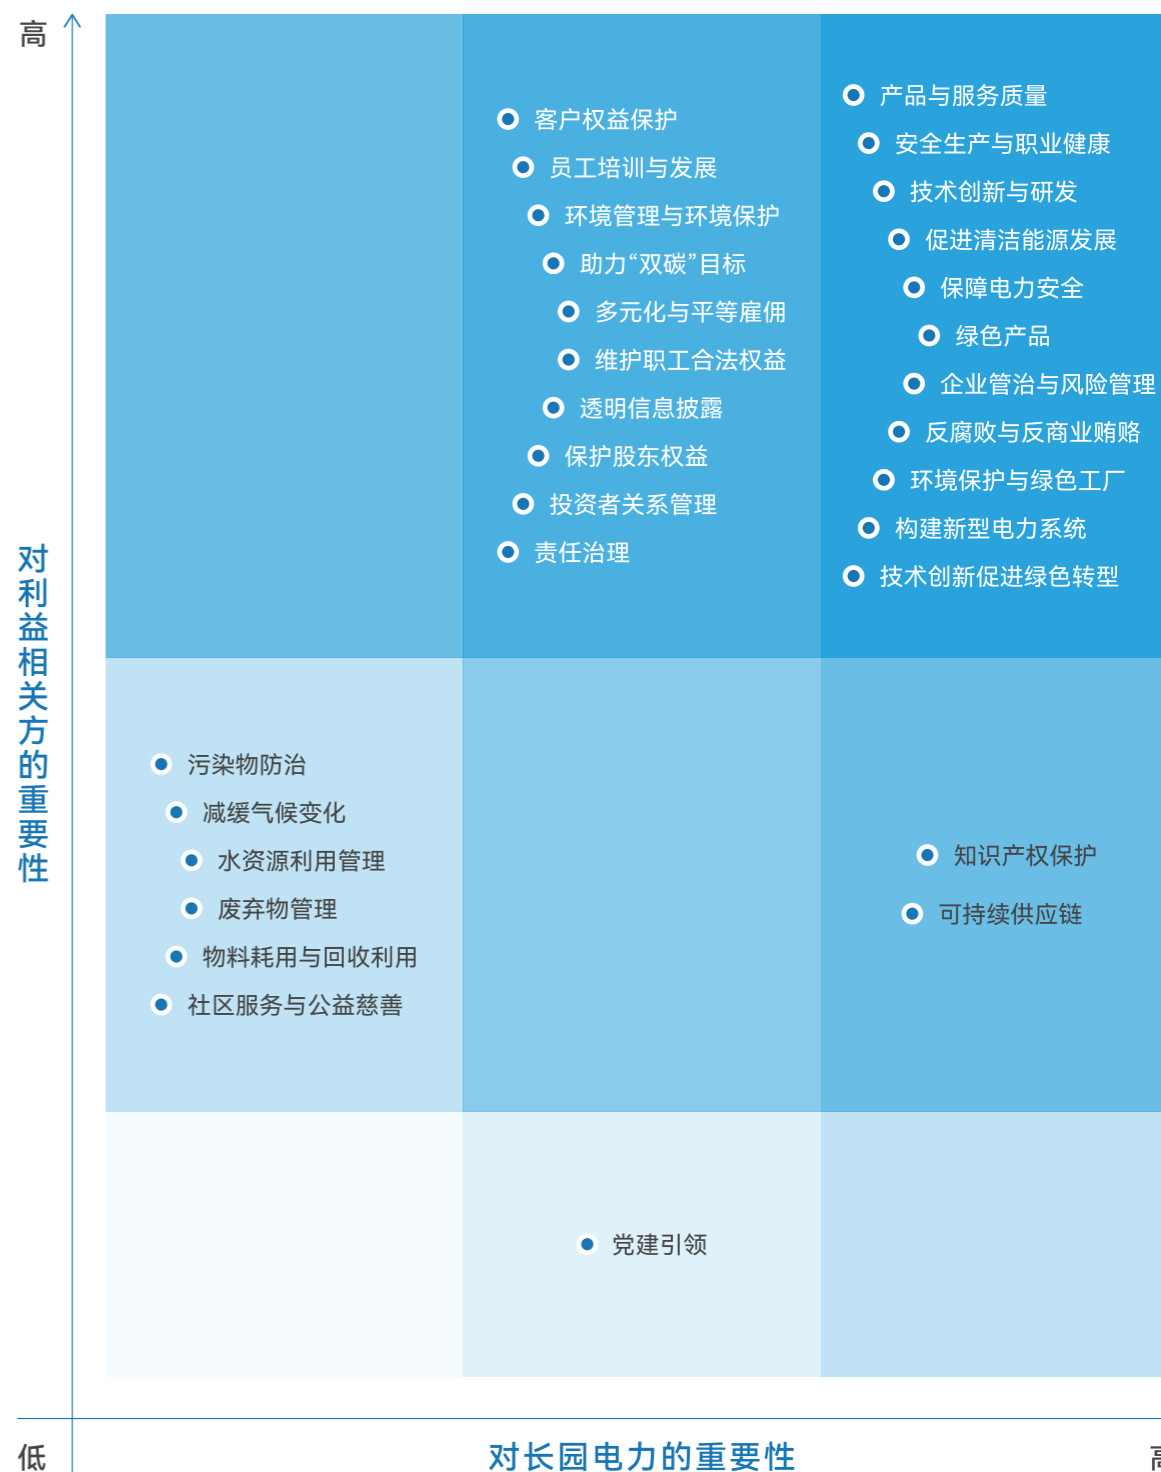 高
客户权益保护
员工培训与发展
环境管理与环境保护
助力“双碳”目标
多元化与平等雇佣
维护职工合法权益
透明信息披露
保护股东权益
投资者关系管理
责任治理
产品与服务质量
安全生产与职业健康
技术创新与研发
促进清洁能源发展
保障电力安全
绿色产品
企业管治与风险管理
反腐败与反商业贿赂
环境保护与绿色工厂
构建新型电力系统
技术创新促进绿色转型
对利益相关方的重要性
污染物防治
减缓气候变化
水资源利用管理
废弃物管理
物料耗用与回收利用
社区服务与公益慈善
知识产权保护
可持续供应链
党建引领
低
对长园电力的重要性
高